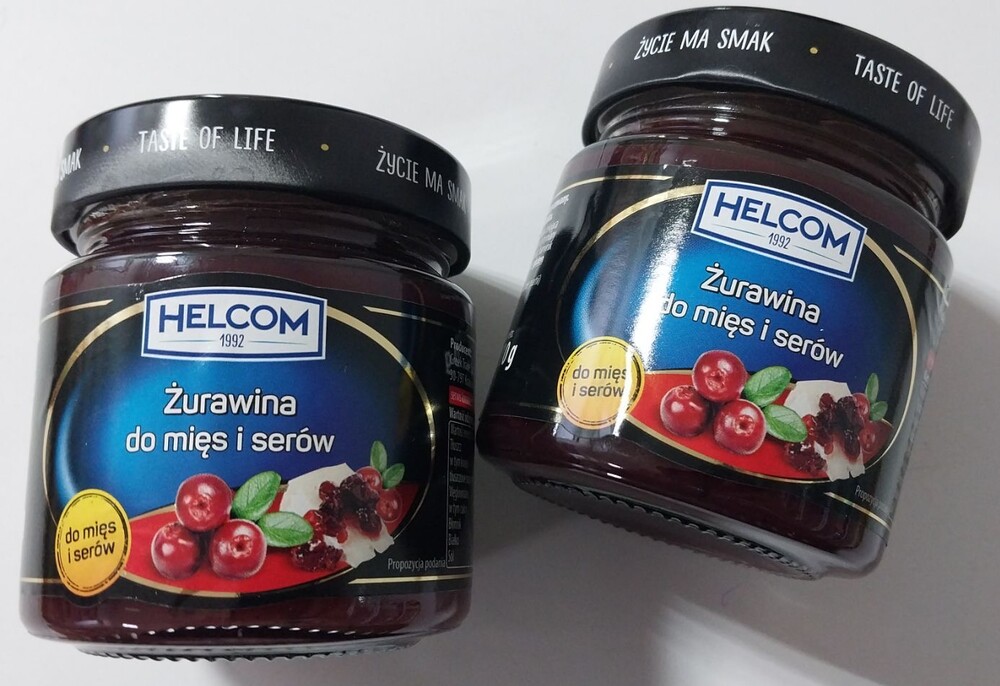 SMAK • TASTE OF LIFE • ŻYCIE MA SMAK
HELCOM
1992
Żurawina
do mięs i serów
do mięs
i serów
Propozycja podania
ŻYCIE MA SMAK • TASTE OF LIFE
HELCOM
1992
Żurawina
do mięs i serów
do mięs
i serów
g